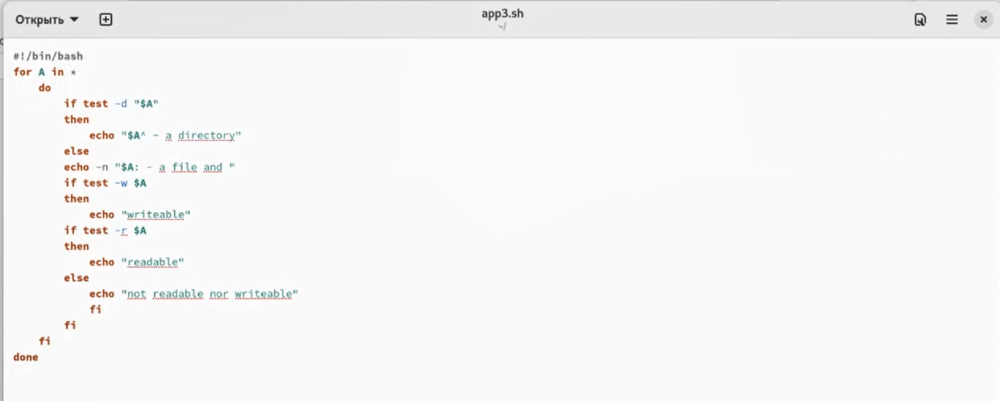 Открыть
app3.sh
~/
#!/bin/bash
for A in *
do
if test -d "$A"
then
echo "$A^ - a directory"
else
echo -n "$A: - a file and "
if test -w $A
then
echo "writeable"
if test -r $A
then
echo "readable"
else
echo "not readable nor writeable"
fi
fi
fi
done